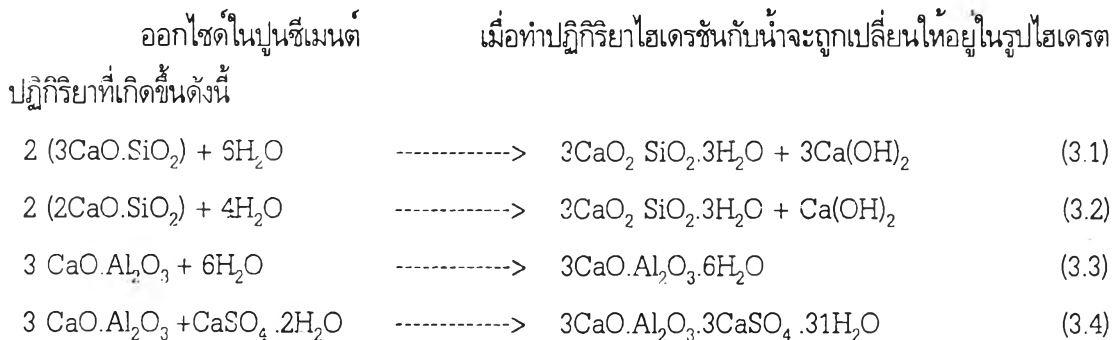 ออกไซด์ในปูนซีเมนต์ เมื่อทำปฏิกิริยาไฮเดรชันกับน้ำจะถูกเปลี่ยนให้อยู่ในรูปไฮเดรต
ปฏิกิริยาที่เกิดขึ้นดังนี้
2 (3CaO.SiO₂) + 6H₂O ------------> 3CaO₂ SiO₂.3H₂O + 3Ca(OH)₂ (3.1)
2 (2CaO.SiO₂) + 4H₂O ------------> 3CaO₂ SiO₂.3H₂O + Ca(OH)₂ (3.2)
3 CaO.Al₂O₃ + 6H₂O ------------> 3CaO.Al₂O₃.6H₂O (3.3)
3 CaO.Al₂O₃ +CaSO₄ .2H₂O ------------> 3CaO.Al₂O₃.3CaSO₄ .31H₂O (3.4)